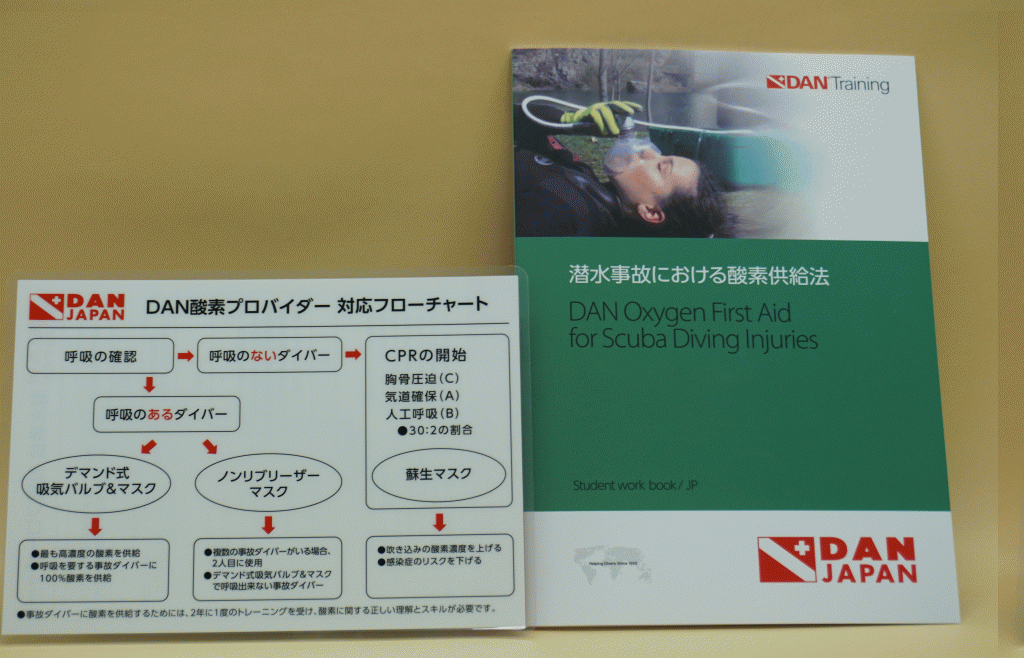 DAN
JAPAN
DAN酸素プロバイダー 対応フローチャート
呼吸の確認
呼吸のないダイバー
CPRの開始
胸骨圧迫(C)
気道確保(A)
人工呼吸(B)
●30:2の割合
呼吸のあるダイバー
デマンド式
吸気バルブ&マスク
ノンリブリーザー
マスク
蘇生マスク
●最も高濃度の酸素を供給
●呼吸を要する事故ダイバーに
100%酸素を供給
●複数の事故ダイバーがいる場合、
2人目に使用
●デマンド式吸気バルブ&マスク
で呼吸出来ない事故ダイバー
●吹き込みの酸素濃度を上げる
●感染症のリスクを下げる
●事故ダイバーに酸素を供給するためには、2年に1度のトレーニングを受け、酸素に関する正しい理解とスキルが必要です。
DAN Training
潜水事故における酸素供給法
DAN Oxygen First Aid
for Scuba Diving Injuries
Student work book / JP
Helping Divers Since 1992
DAN
JAPAN